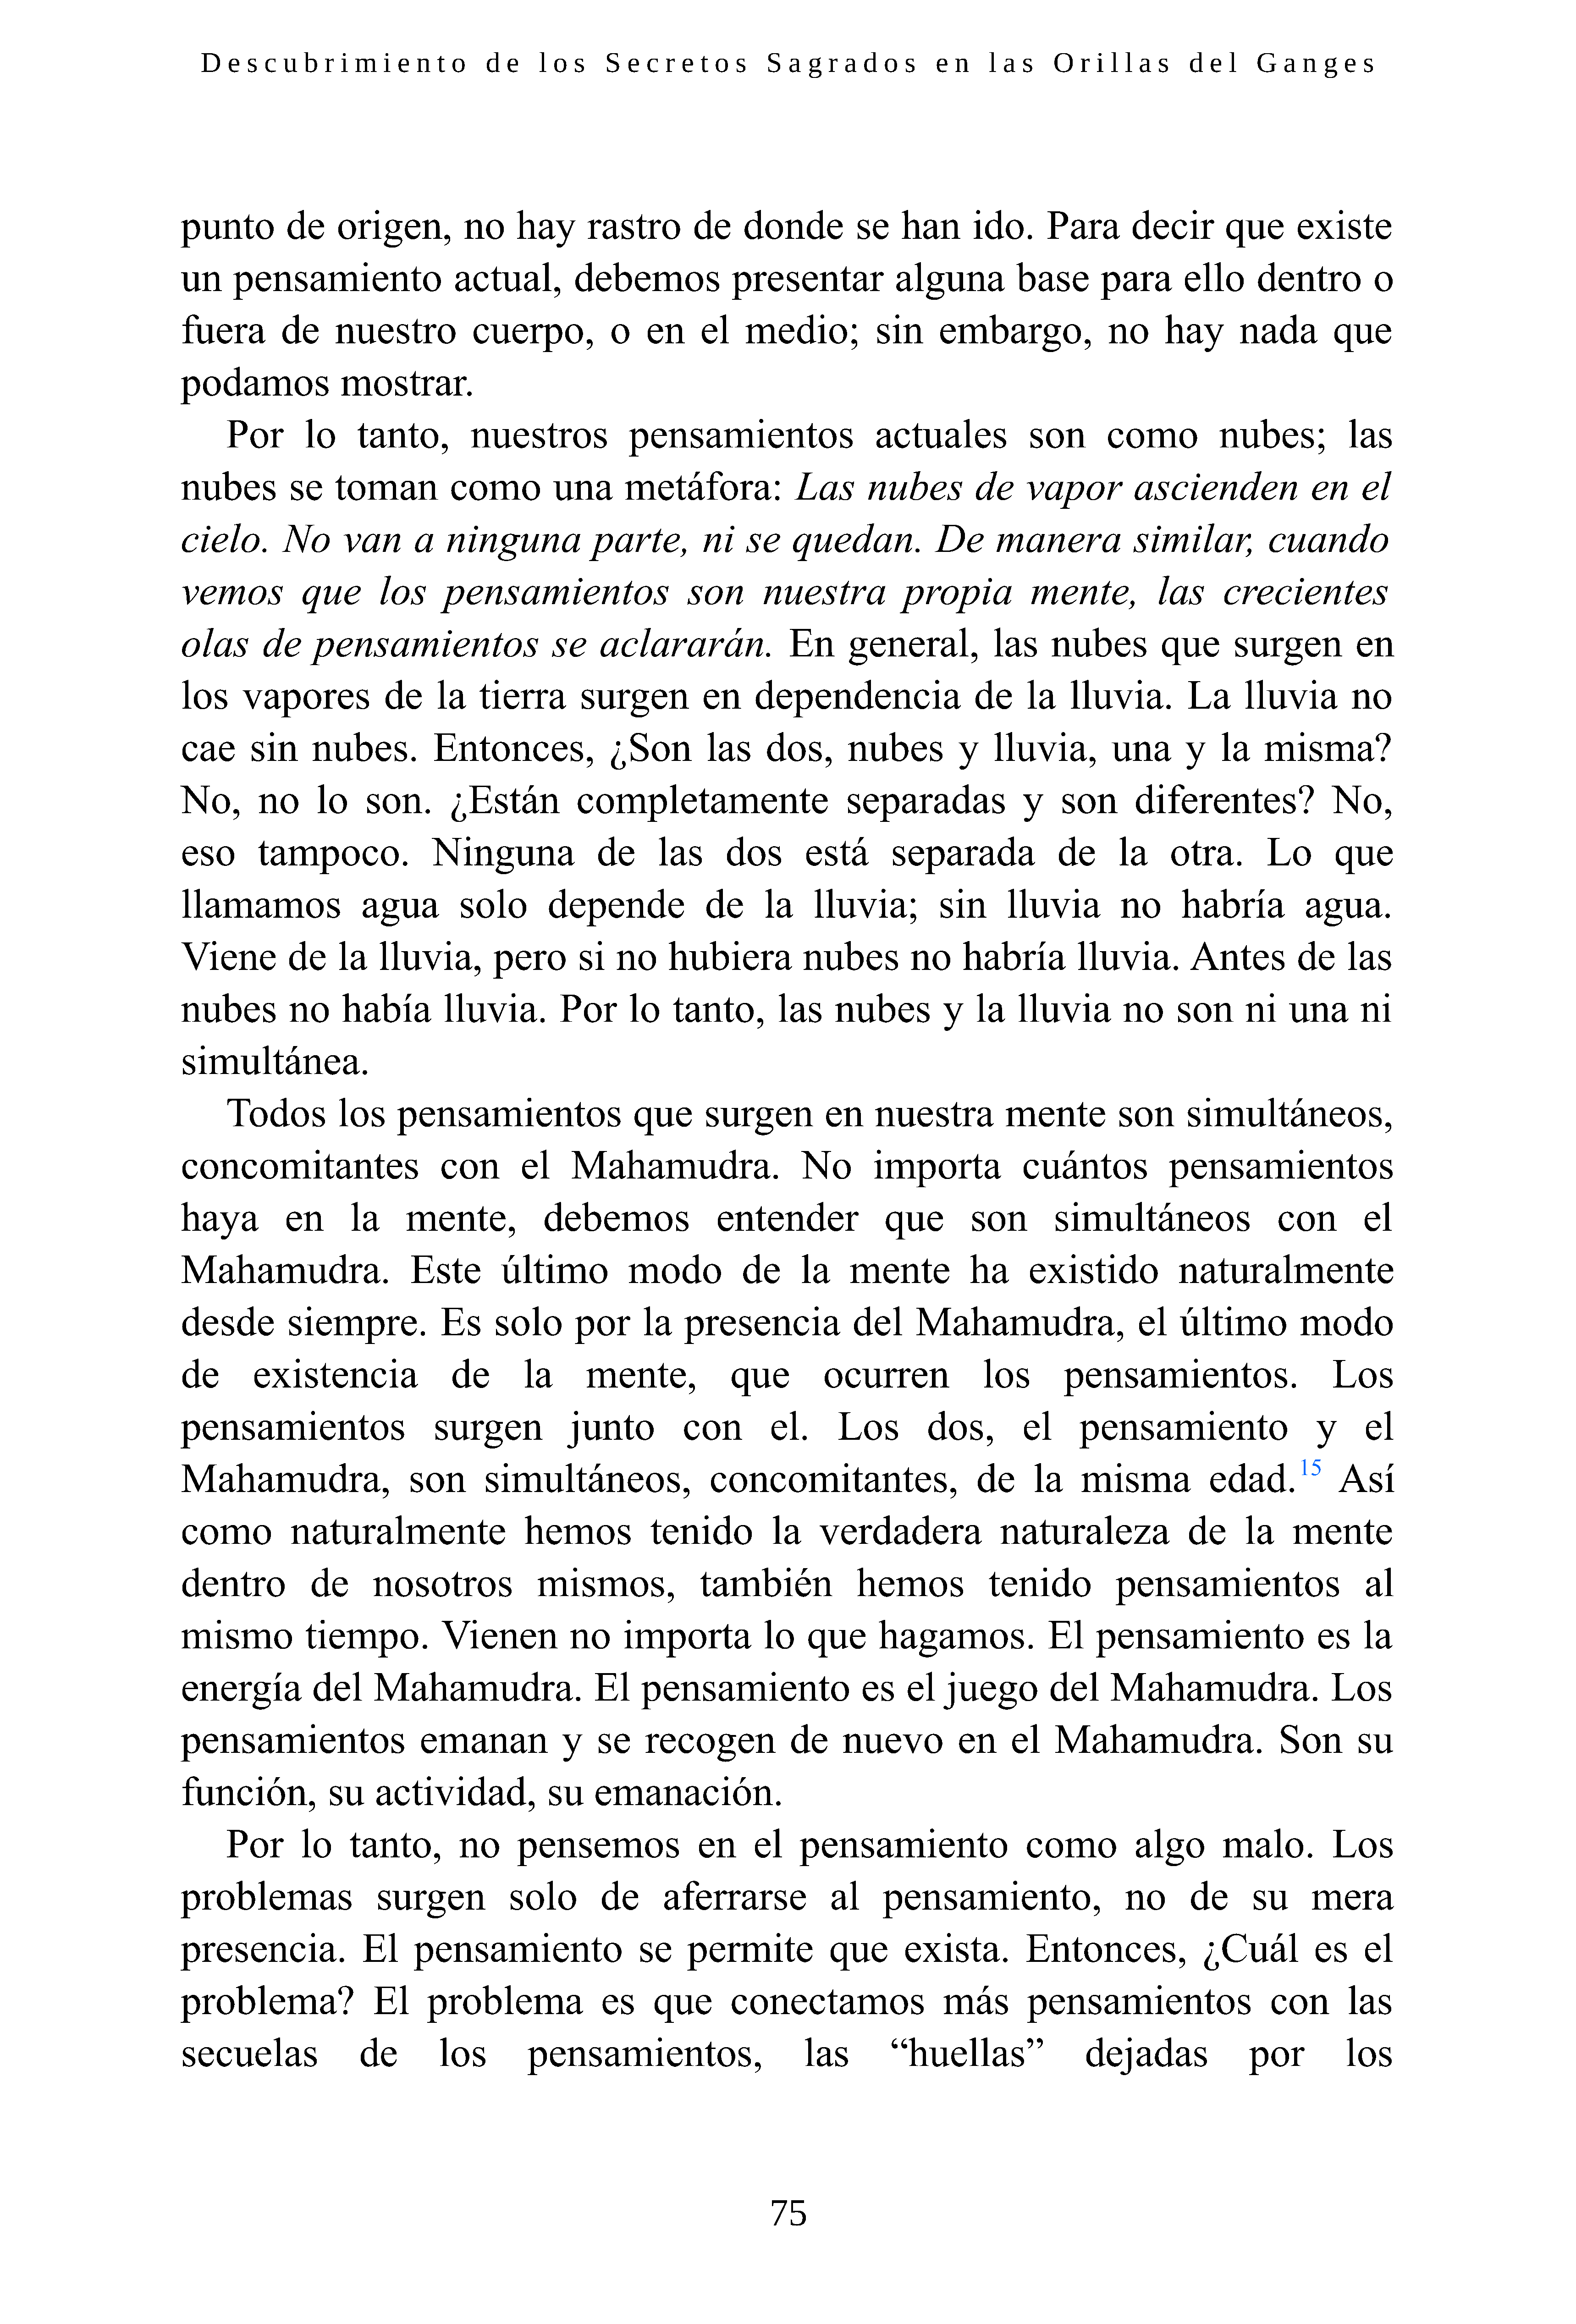 Descubrimiento de los Secretos Sagrados en las Orillas del Ganges
punto de origen, no hay rastro de donde se han ido. Para decir que existe
un pensamiento actual, debemos presentar alguna base para ello dentro o
fuera de nuestro cuerpo, o en el medio; sin embargo, no hay nada que
podamos mostrar.
Por lo tanto, nuestros pensamientos actuales son como nubes; las
nubes se toman como una metáfora: Las nubes de vapor ascienden en el
cielo. No van a ninguna parte, ni se quedan. De manera similar, cuando
vemos que los pensamientos son nuestra propia mente, las crecientes
olas de pensamientos se aclararán. En general, las nubes que surgen en
los vapores de la tierra surgen en dependencia de la lluvia. La lluvia no
cae sin nubes. Entonces, ¿Son las dos, nubes y lluvia, una y la misma?
No, no lo son. ¿Están completamente separadas y son diferentes? No,
eso tampoco. Ninguna de las dos está separada de la otra. Lo que
llamamos agua solo depende de la lluvia; sin lluvia no habría agua.
Viene de la lluvia, pero si no hubiera nubes no habría lluvia. Antes de las
nubes no había lluvia. Por lo tanto, las nubes y la lluvia no son ni una ni
simultánea.
Todos los pensamientos que surgen en nuestra mente son simultáneos,
concomitantes con el Mahamudra. No importa cuántos pensamientos
haya en la mente, debemos entender que son simultáneos con el
Mahamudra. Este último modo de la mente ha existido naturalmente
desde siempre. Es solo por la presencia del Mahamudra, el último modo
de existencia de la mente, que ocurren los pensamientos. Los
pensamientos surgen junto con el. Los dos, el pensamiento y el
Mahamudra, son simultáneos, concomitantes, de la misma edad.15 Así
como naturalmente hemos tenido la verdadera naturaleza de la mente
dentro de nosotros mismos, también hemos tenido pensamientos al
mismo tiempo. Vienen no importa lo que hagamos. El pensamiento es la
energía del Mahamudra. El pensamiento es el juego del Mahamudra. Los
pensamientos emanan y se recogen de nuevo en el Mahamudra. Son su
función, su actividad, su emanación.
Por lo tanto, no pensemos en el pensamiento como algo malo. Los
problemas surgen solo de aferrarse al pensamiento, no de su mera
presencia. El pensamiento se permite que exista. Entonces, ¿Cuál es el
problema? El problema es que conectamos más pensamientos con las
secuelas de los pensamientos, las “huellas” dejadas por los
75